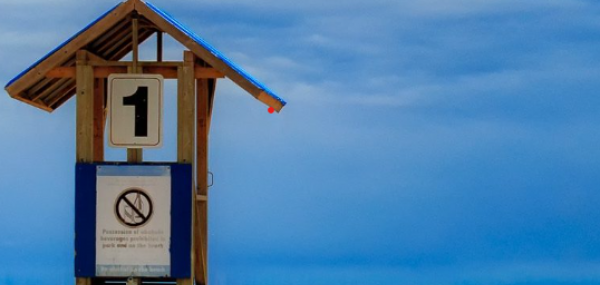 1
Possession of alcoholic
beverages prohibited in
park and on the beach